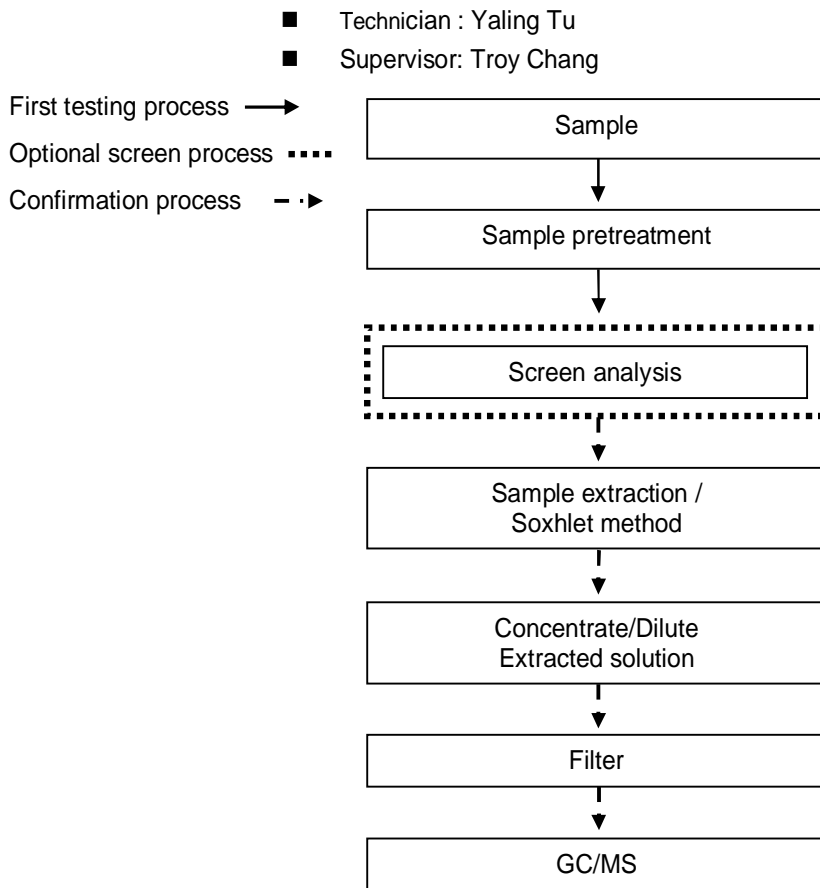 ■ Technician : Yaling Tu
■ Supervisor: Troy Chang
First testing process
Optional screen process
Confirmation process
Sample
Sample pretreatment
Screen analysis
Sample extraction /
Soxhlet method
Concentrate/Dilute
Extracted solution
Filter
GC/MS